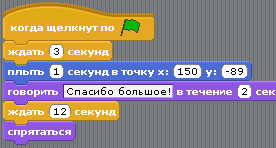 когда щелкнут по
ждать 3 секунд
плыть 1 секунд в точку x: 150 y: -89
говорить Спасибо большое! в течение 2 сек
ждать 12 секунд
спрятаться